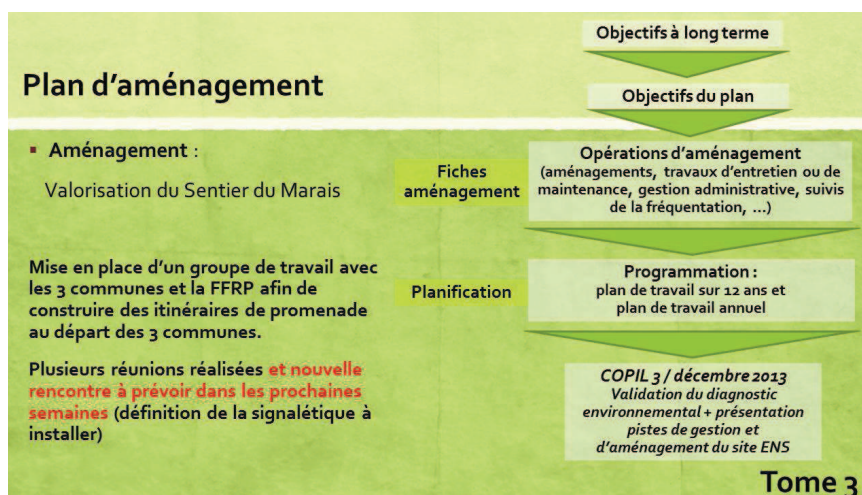 Plan d'aménagement
▪ Aménagement :
Valorisation du Sentier du Marais
Mise en place d'un groupe de travail avec
les 3 communes et la FFRP afin de
construire des itinéraires de promenade
au départ des 3 communes.
Plusieurs réunions réalisées et nouvelle
rencontre à prévoir dans les prochaines
semaines (définition de la signalétique à
installer)
Objectifs à long terme
Objectifs du plan
Fiches
aménagement
Opérations d'aménagement
(aménagements, travaux d'entretien ou de
maintenance, gestion administrative, suivis
de la fréquentation, ...)
Planification
Programmation :
plan de travail sur 12 ans et
plan de travail annuel
COPIL 3 / décembre 2013
Validation du diagnostic
environnemental + présentation
pistes de gestion et
d'aménagement du site ENS
Tome 3